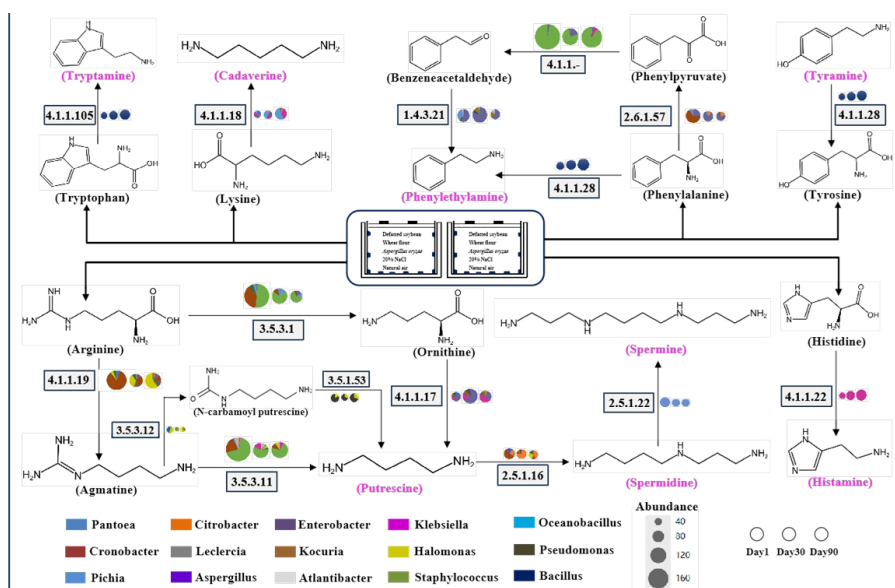 (Tryptamine)
(Cadaverine)
(Benzeneacetaldehyde)
4.1.1.-
(Phenylpyruvate)
(Tyramine)
4.1.1.105
4.1.1.18
1.4.3.21
2.6.1.57
4.1.1.28
(Tryptophan)
(Lysine)
(Phenylethylamine)
4.1.1.28
(Phenylalanine)
(Tyrosine)
Defatted soybean
Wheat flour
Aspergillus oryzae
20% NaCl
Natural air
Defatted soybean
Wheat flour
Aspergillus oryzae
20% NaCl
Natural air
(Arginine)
3.5.3.1
(Ornithine)
(Spermine)
(Histidine)
4.1.1.19
3.5.3.12
(N-carbamoyl putrescine)
3.5.1.53
4.1.1.17
2.5.1.22
4.1.1.22
(Agmatine)
3.5.3.11
(Putrescine)
2.5.1.16
(Spermidine)
(Histamine)
Pantoea
Citrobacter
Enterobacter
Klebsiella
Oceanobacillus
Cronobacter
Leclercia
Kocuria
Halomonas
Pseudomonas
Pichia
Aspergillus
Atlantibacter
Staphylococcus
Bacillus
Abundance
40
80
120
160
Day1
Day30
Day90